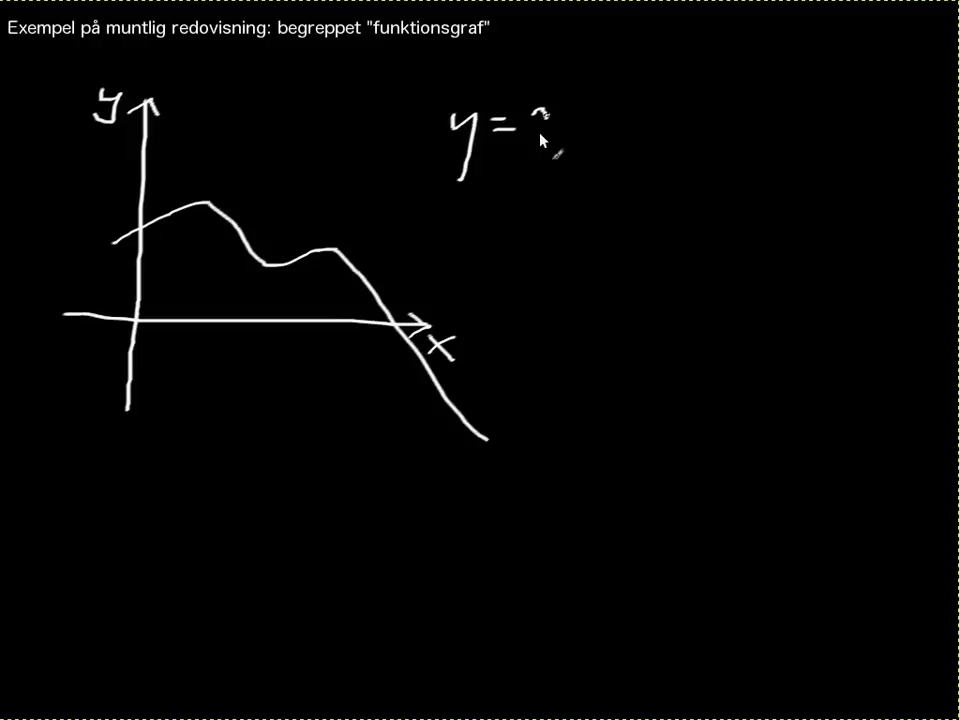 Exempel på muntlig redovisning: begreppet "funktionsgraf"
y
y =
x